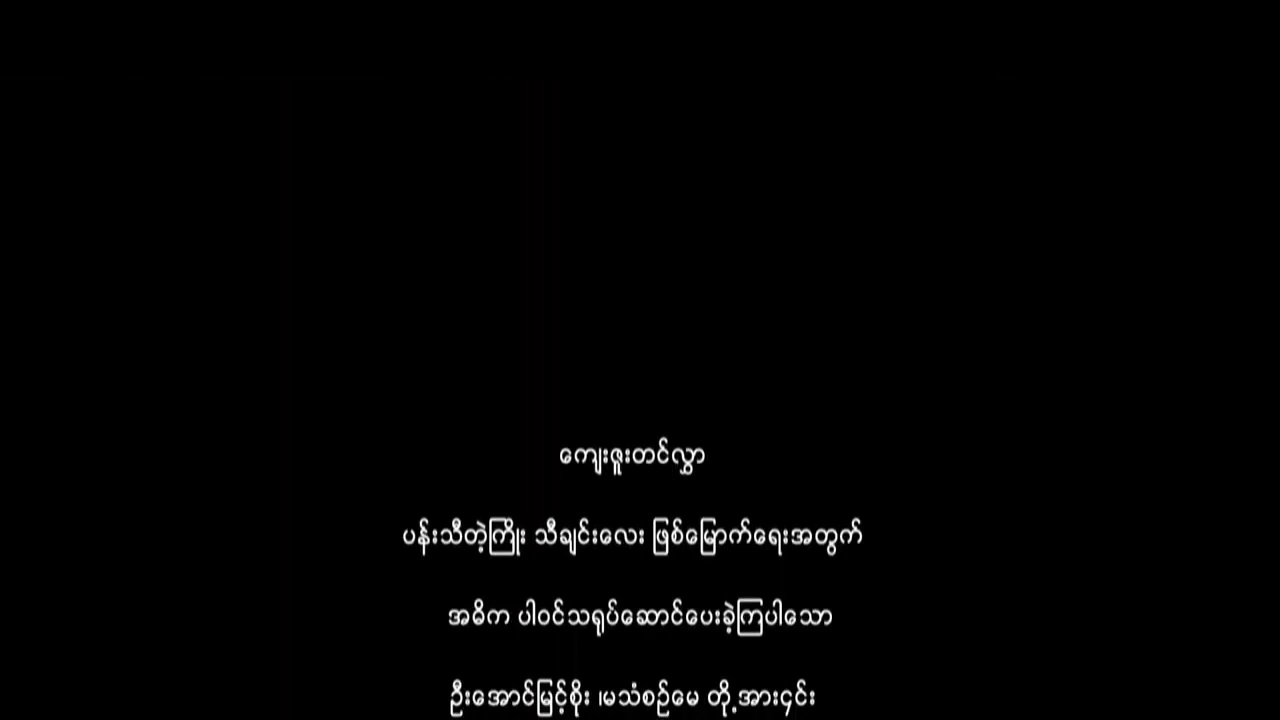 ကျေးဇူးတင်လွှာ
ပန်းသီတဲ့ကြိုး သီချင်းလေး ဖြစ်မြောက်ရေးအတွက်
အဓိက ပါဝင်သရုပ်ဆောင်ပေးခဲ့ကြပါသော
ဦးအောင်မြင့်စိုး ၊မသံစဉ်မေ တို့အား၎င်း